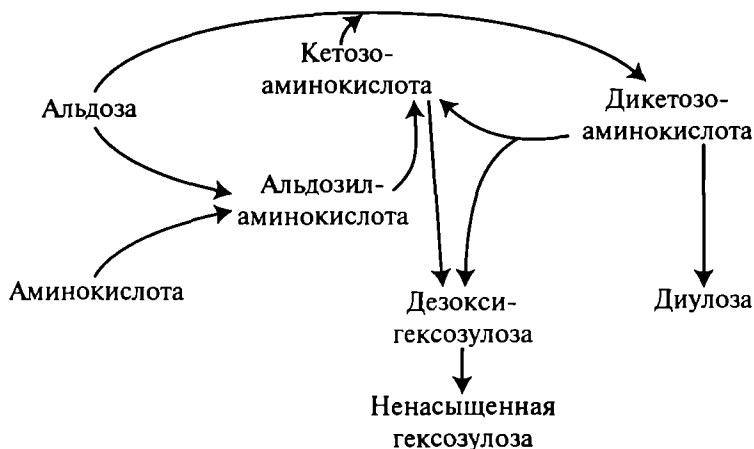 Кетозо-
аминокислота
Альдоза
Дикетозо-
аминокислота
Альдозил-
аминокислота
Аминокислота
Дезокси-
гексозулоза
Диулоза
Ненасыщенная
гексозулоза